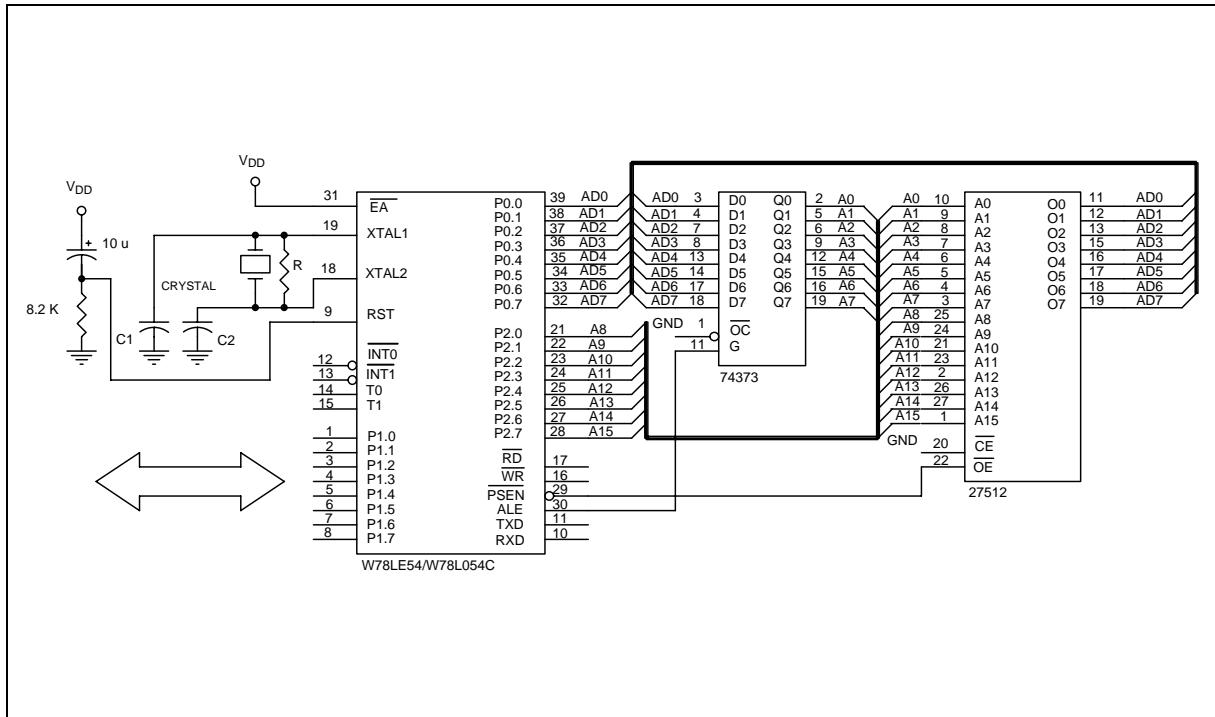 VDD
10 u
8.2 K
VDD
CRYSTAL
C1
C2
R
31 EA
19 XTAL1
18 XTAL2
9 RST
12 INT0
13 INT1
14 T0
15 T1
1 P1.0
2 P1.1
3 P1.2
4 P1.3
5 P1.4
6 P1.5
7 P1.6
8 P1.7
P0.0 39 AD0
P0.1 38 AD1
P0.2 37 AD2
P0.3 36 AD3
P0.4 35 AD4
P0.5 34 AD5
P0.6 33 AD6
P0.7 32 AD7
P2.0 21 A8
P2.1 22 A9
P2.2 23 A10
P2.3 24 A11
P2.4 25 A12
P2.5 26 A13
P2.6 27 A14
P2.7 28 A15
RD 17
WR 16
PSEN 29
ALE 30
TXD 11
RXD 10
W78LE54/W78L054C
AD0 3 D0 Q0 2 A0
AD1 4 D1 Q1 5 A1
AD2 7 D2 Q2 6 A2
AD3 8 D3 Q3 9 A3
AD4 13 D4 Q4 12 A4
AD5 14 D5 Q5 15 A5
AD6 17 D6 Q6 16 A6
AD7 18 D7 Q7 19 A7
GND 1 OC
11 G
74373
A0 10 A0 O0 11 AD0
A1 9 A1 O1 12 AD1
A2 8 A2 O2 13 AD2
A3 7 A3 O3 15 AD3
A4 6 A4 O4 16 AD4
A5 5 A5 O5 17 AD5
A6 4 A6 O6 18 AD6
A7 3 A7 O7 19 AD7
A8 25 A8
A9 24 A9
A10 21 A10
A11 23 A11
A12 2 A12
A13 26 A13
A14 27 A14
A15 1 A15
GND 20 CE
22 OE
27512